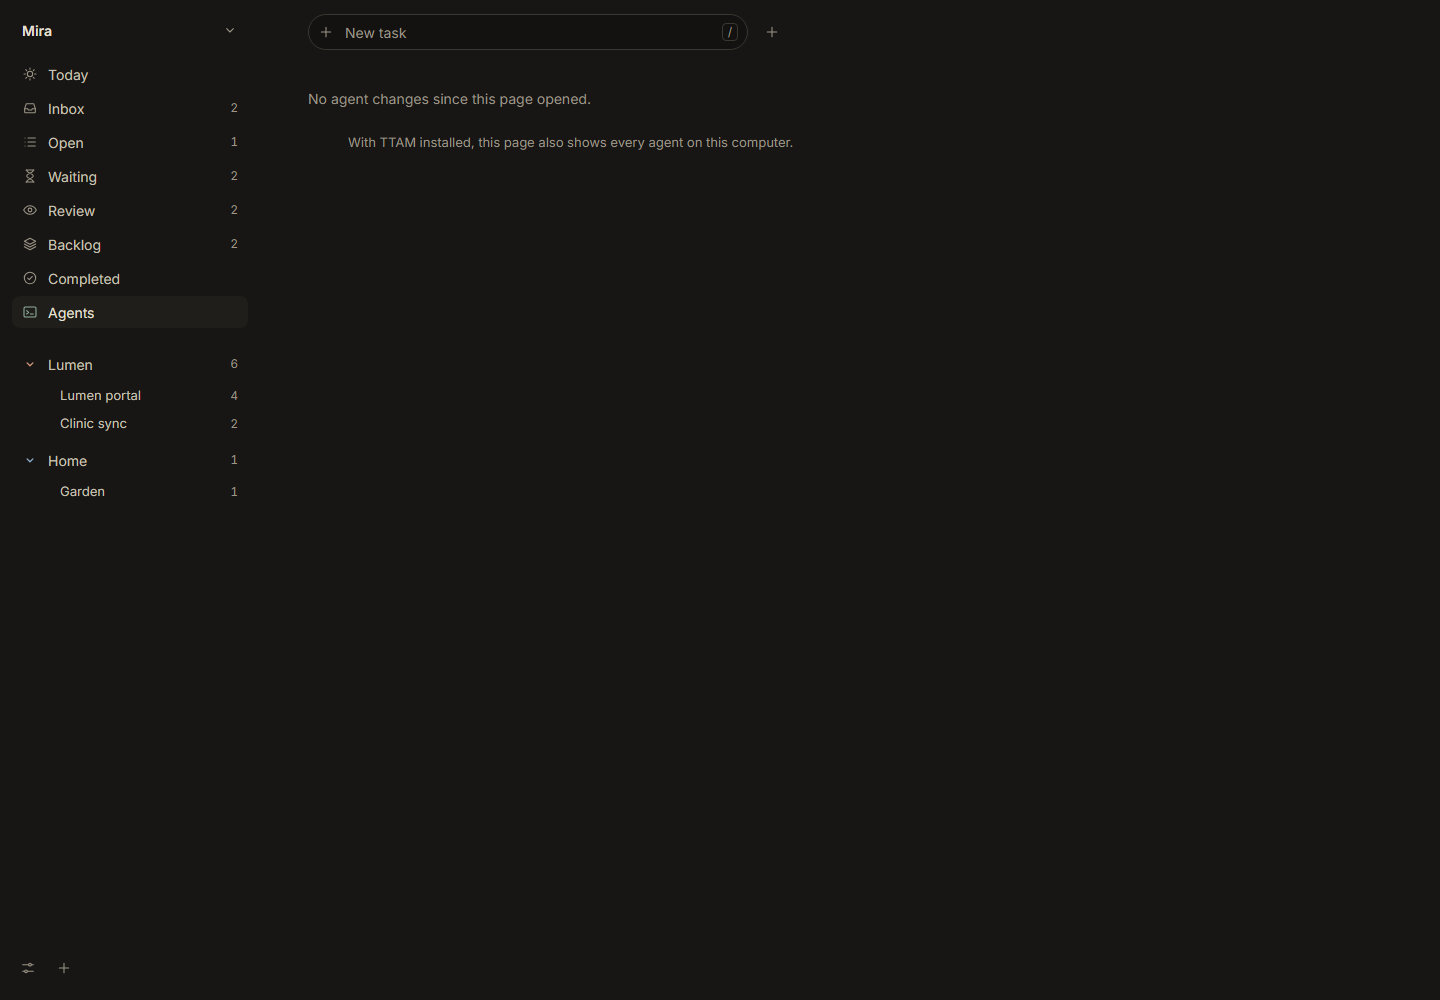 Mira
New task
/
Today
Inbox 2
Open 1
Waiting 2
Review 2
Backlog 2
Completed
Agents
Lumen 6
Lumen portal 4
Clinic sync 2
Home 1
Garden 1
No agent changes since this page opened.
With TTAM installed, this page also shows every agent on this computer.